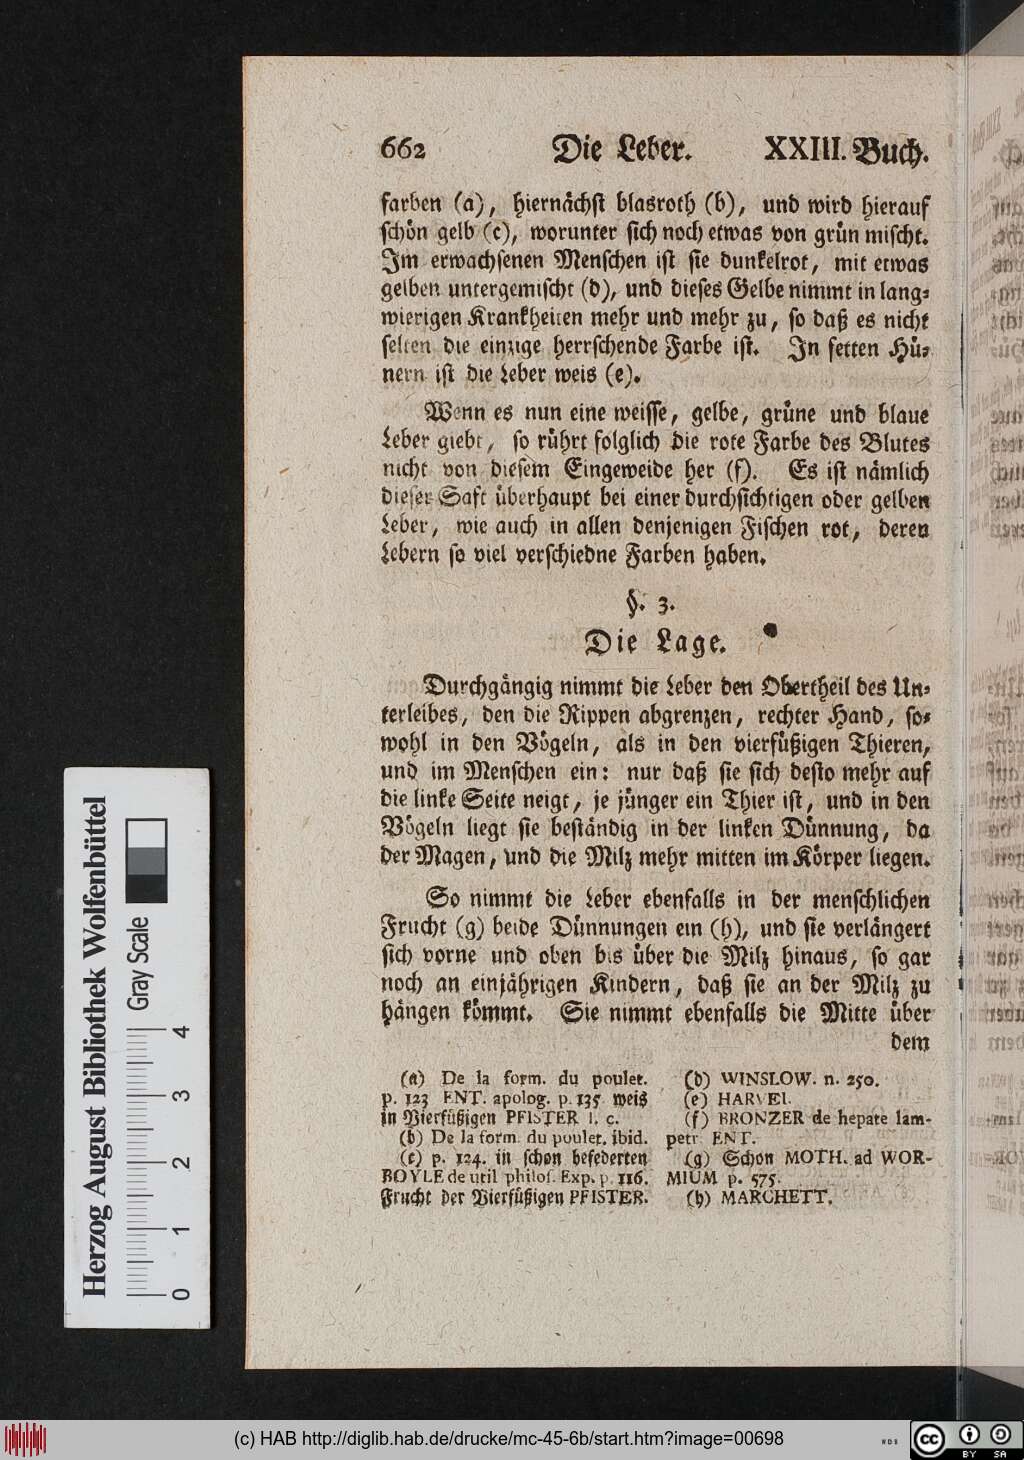 662 Die Leber. XXIII. Buch.
farben (a), hiernächst blasroth (b), und wird hierauf
schön gelb (c), worunter sich noch etwas von grün mischt.
Im erwachsenen Menschen ist sie dunkelrot, mit etwas
gelben untergemischt (d), und dieses Gelbe nimmt in lang-
wierigen Krankheiten mehr und mehr zu, so daß es nicht
selten die einzige herrschende Farbe ist. In fetten Hü-
nern ist die Leber weis (e).
Wenn es nun eine weisse, gelbe, grüne und blaue
Leber giebt, so rührt folglich die rote Farbe des Blutes
nicht von diesem Eingeweide her (f). Es ist nämlich
dieser Saft überhaupt bei einer durchsichtigen oder gelben
Leber, wie auch in allen denjenigen Fischen rot, deren
Lebern so viel verschiedne Farben haben.
§. 3.
Die Lage.
Durchgängig nimmt die Leber den Obertheil des Un-
terleibes, den die Rippen abgrenzen, rechter Hand, so-
wohl in den Vögeln, als in den vierfüßigen Thieren,
und im Menschen ein: nur daß sie sich desto mehr auf
die linke Seite neigt, je jünger ein Thier ist, und in den
Vögeln liegt sie beständig in der linken Dünnung, da
der Magen, und die Milz mehr mitten im Körper liegen.
So nimmt die Leber ebenfalls in der menschlichen
Frucht (g) beide Dünnungen ein (h), und sie verlängert
sich vorne und oben bis über die Milz hinaus, so gar
noch an einjährigen Kindern, daß sie an der Milz zu
hängen kömmt. Sie nimmt ebenfalls die Mitte über
dem
(a) De la form. du poulet.
p. 123 ENT. apolog. p. 135. weis
in Vierfüßigen PFISTER l. c.
(b) De la form. du poulet. ibid.
(c) p. 124. in schon befederten
BOYLE de util philos. Exp. p. 116.
Frucht der Vierfüßigen PFISTER.
(d) WINSLOW. n. 250.
(e) HARVEI.
(f) BRONZER de hepate lam-
petr. ENT.
(g) Schon MOTH. ad WOR-
MIUM p. 575.
(h) MARCHETT.
Herzog August Bibliothek Wolfenbüttel
Gray Scale
0 1 2 3 4
(c) HAB http://diglib.hab.de/drucke/mc-45-6b/start.htm?image=00698
cc BY SA